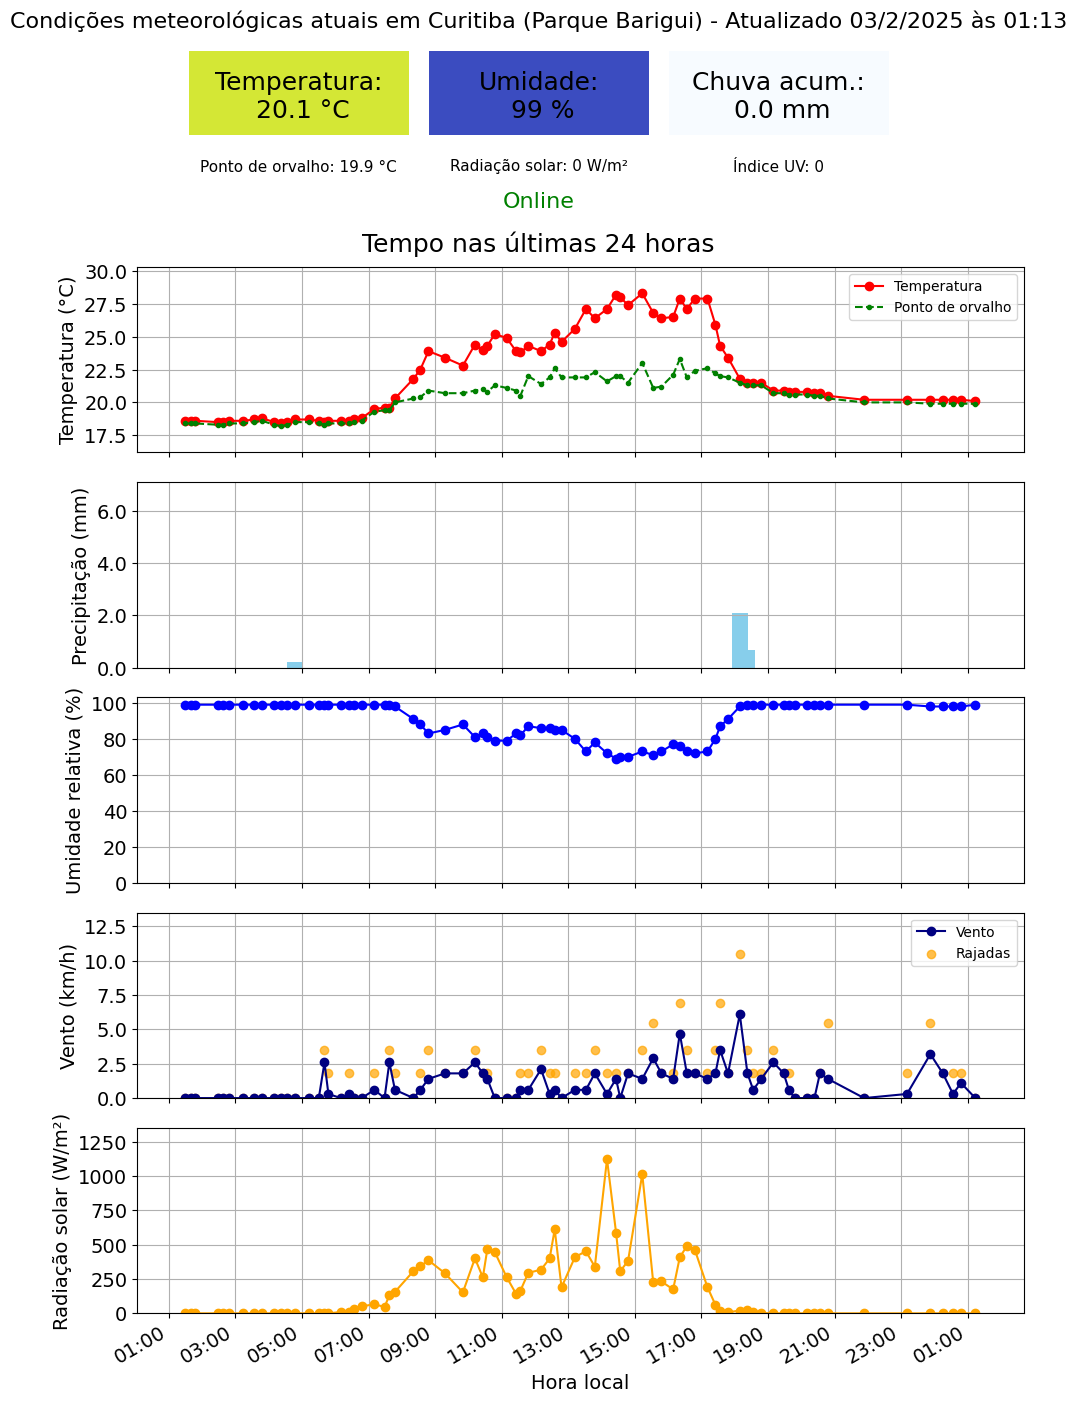 Condições meteorológicas atuais em Curitiba (Parque Barigui) - Atualizado 03/2/2025 às 01:13
Temperatura:
20.1 °C
Umidade:
99 %
Chuva acum.:
0.0 mm
Ponto de orvalho: 19.9 °C
Radiação solar: 0 W/m²
Índice UV: 0
Online
Tempo nas últimas 24 horas
Temperatura (°C)
30.0
27.5
25.0
22.5
20.0
17.5
Temperatura
Ponto de orvalho
Precipitação (mm)
6.0
4.0
2.0
0.0
Umidade relativa (%)
100
80
60
40
20
0
Vento (km/h)
12.5
10.0
7.5
5.0
2.5
0.0
Vento
Rajadas
Radiação solar (W/m²)
1250
1000
750
500
250
0
01:00
03:00
05:00
07:00
09:00
11:00
13:00
15:00
17:00
19:00
21:00
23:00
01:00
Hora local